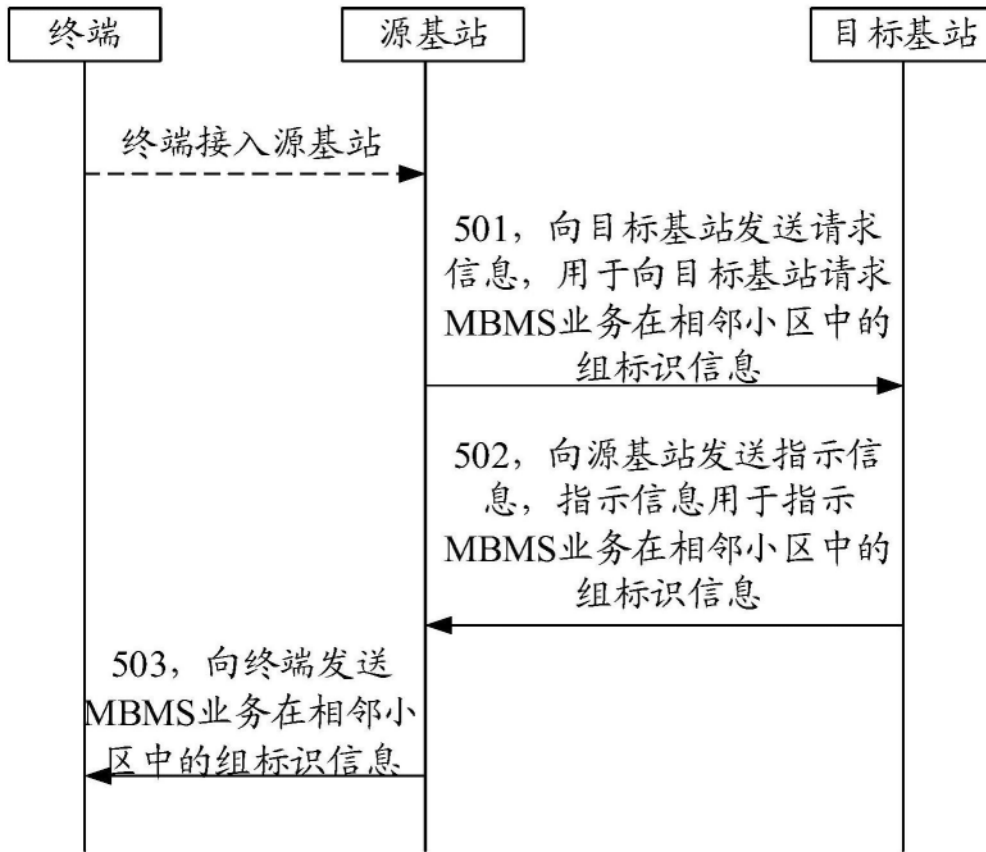 终端
源基站
目标基站
终端接入源基站
501，向目标基站发送请求
信息，用于向目标基站请求
MBMS业务在相邻小区中的
组标识信息
502，向源基站发送指示信
息，指示信息用于指示
MBMS业务在相邻小区中的
组标识信息
503，向终端发送
MBMS业务在相邻小
区中的组标识信息